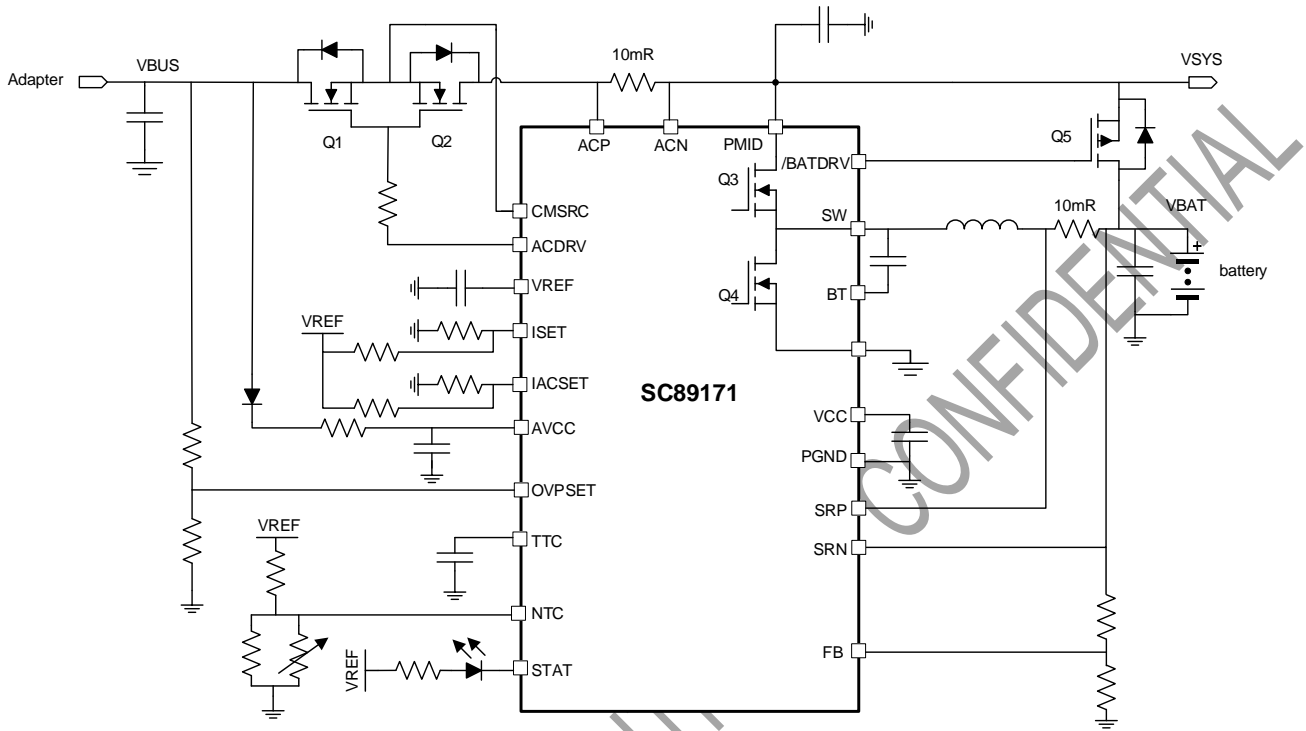 Adapter
VBUS
10mR
VSYS
Q1
Q2
ACP
ACN
PMID
Q5
/BATDRV
Q3
CMSRC
SW
10mR
VBAT
ACDRV
+
battery
VREF
Q4
BT
VREF
ISET
IACSET
SC89171
AVCC
VCC
PGND
OVPSET
SRP
VREF
TTC
SRN
NTC
FB
VREF
STAT
CONFIDENTIAL